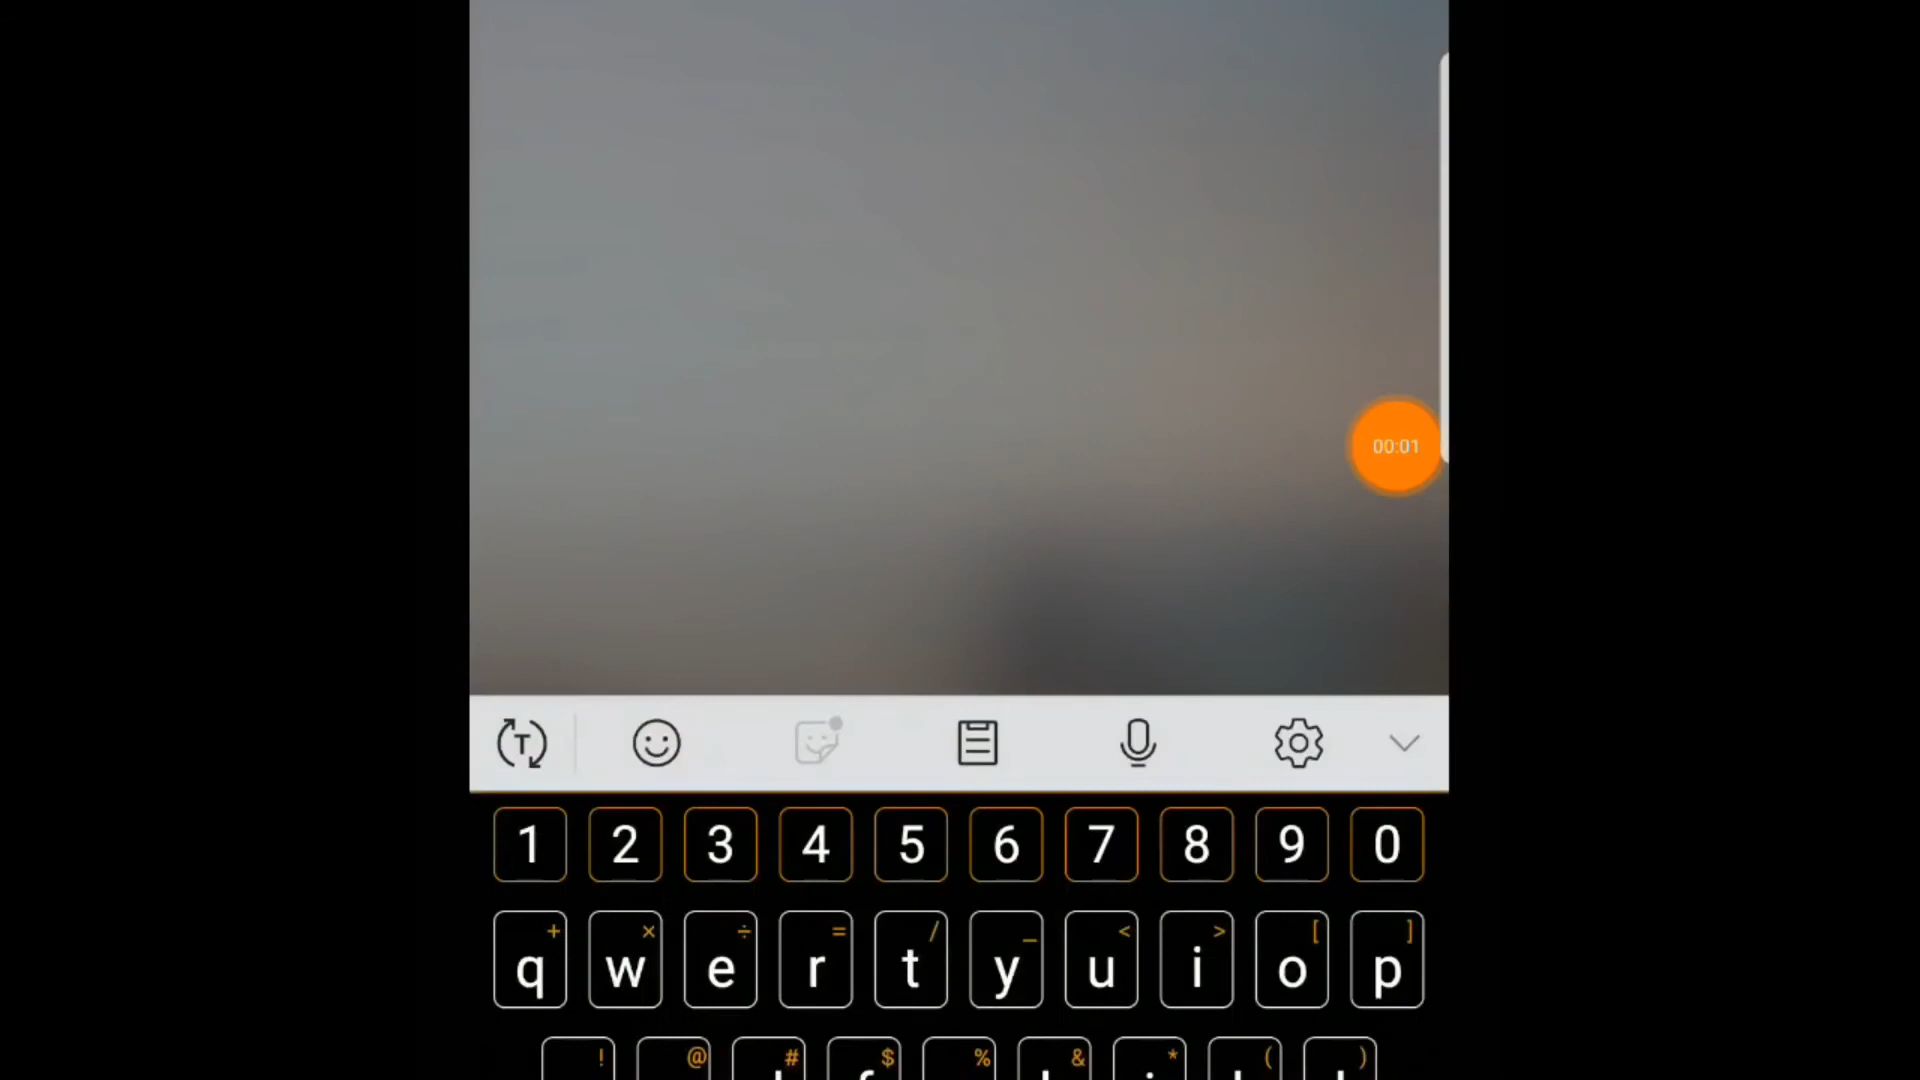 00:01
T
1 2 3 4 5 6 7 8 9 0
+ × ÷ = / _ < > [ ]
q w e r t y u i o p
! @ # $ % & * ( )